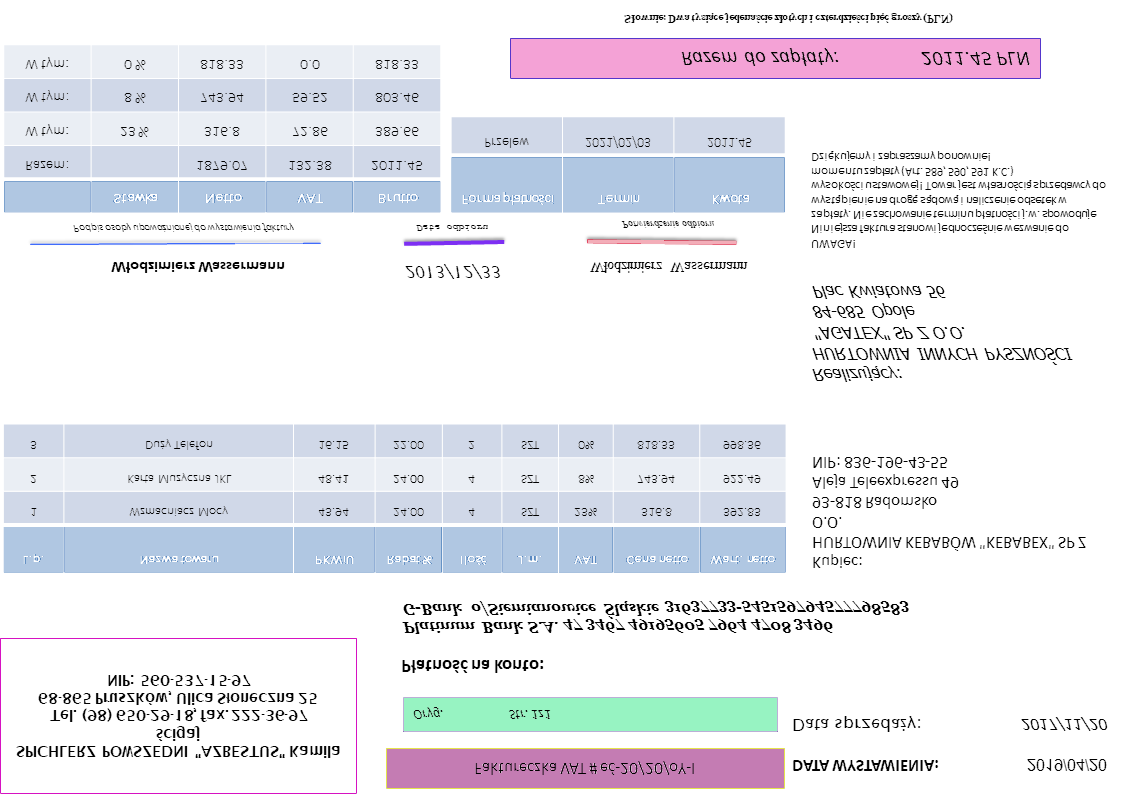 Faktureczka VAT # eć-20/20/oY-I
DATA WYSTAWIENIA: 2019/04/20
Oryg. Str. 1z1
Data sprzedaży: 2017/11/20
SPICHLERZ POWSZEDNI "AZBESTUS" Kamila
Ścigaj
Tel. (98) 650-29-18, fax. 222-36-97
68-865 Pruszków, Ulica Słoneczna 25
NIP: 560-537-15-97
Płatność na konto:
Platinum Bank S.A. 47 3467 49195605 7964 4708 3496
G-Bank o/Siemianowice Śląskie 31637733-5451597945777798583
Kupiec:
HURTOWNIA KEBABÓW "KEBABEX" SP Z
O.O.
93-818 Radomsko
Aleja Teleexpressu 49
NIP: 836-196-43-55
L.p. Nazwa towaru PKWiU Rabat% Ilość J.m. VAT Cena netto Wart. netto
1 Wzmacniacz Mocy 43.94 24.00 4 SZT 23% 316.8 392.83
2 Karta Muzyczna JKL 48.41 24.00 4 SZT 8% 743.94 922.49
3 Duży Telefon 16.15 22.00 2 SZT 0% 818.33 998.36
Realizujący:
HURTOWNIA INNYCH PYSZNOŚCI
"AGATEX" SP Z O.O.
84-685 Opole
Plac Kwiatowa 56
Włodzimierz Wassermann
2013/12/33
Włodzimierz Wassermann
Podpis osoby upoważnionej do wystawienia faktury
Data odbioru
Potwierdzenie odbioru
UWAGA!
Niniejsza faktura stanowi jednocześnie wezwanie do
zapłaty. Nie zachowanie terminu płatności j.w. spowoduje
wystąpienie na drogę sądową i naliczenie odsetek w
wysokości ustawowej! Towar jest własnością sprzedawcy do
momentu zapłaty (Art. 589, 590, 591 K.C.)
Dziękujemy i zapraszamy ponownie!
Stawka Netto VAT Brutto
Razem: 1879.07 132.38 2011.45
W tym: 23% 316.8 72.86 389.66
W tym: 8% 743.94 59.52 803.46
W tym: 0% 818.33 0.0 818.33
Forma płatności Termin Kwota
Przelew 2021/02/03 2011.45
Razem do zapłaty: 2011.45 PLN
Słownie: Dwa tysiące jedenaście złotych i czterdzieści pięć groszy (PLN)